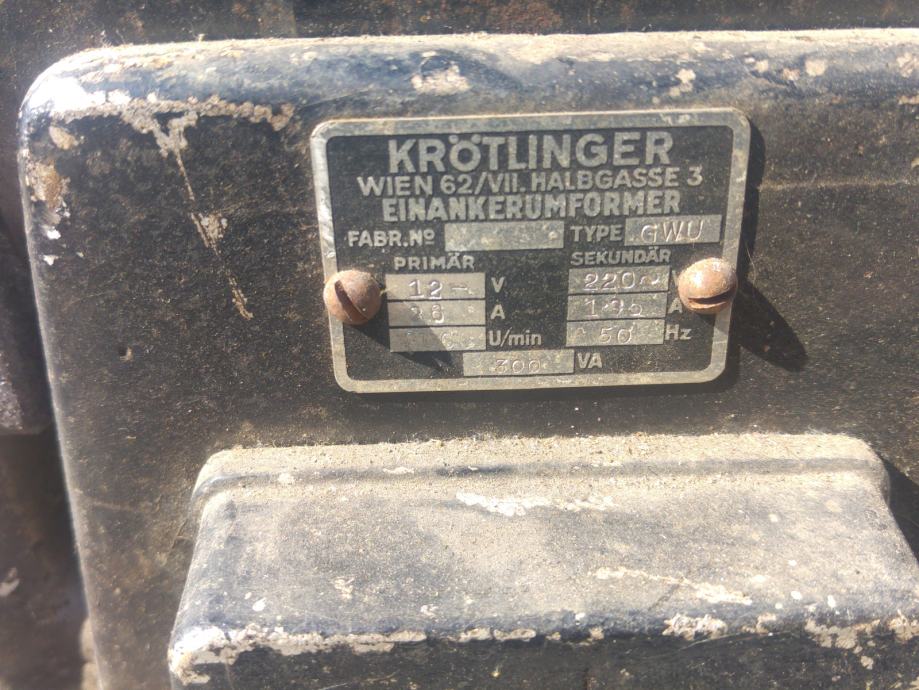 KRÖTLINGER
WIEN 62/VII. HALBGASSE 3
EINANKERUMFORMER
FABR.No TYPE GWU
PRIMÄR SEKUNDÄR
12- V 220~
A A
U/min 50 Hz
300 VA